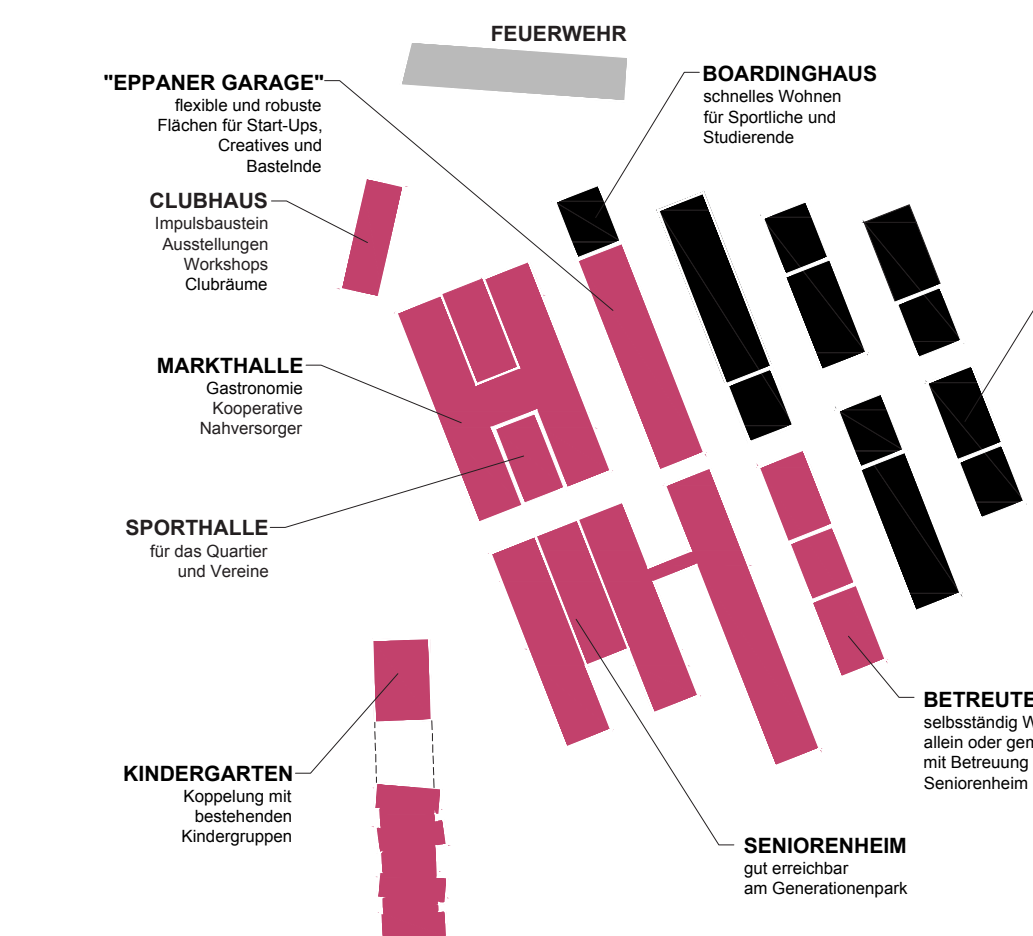 FEUERWEHR
"EPPANER GARAGE"
flexible und robuste
Flächen für Start-Ups,
Creatives und
Bastelnde
BOARDINGHAUS
schnelles Wohnen
für Sportliche und
Studierende
CLUBHAUS
Impulsbaustein
Ausstellungen
Workshops
Clubräume
MARKTHALLE
Gastronomie
Kooperative
Nahversorger
SPORTHALLE
für das Quartier
und Vereine
KINDERGARTEN
Koppelung mit
bestehenden
Kindergruppen
BETREUTE
selbsständig W
allein oder gem
mit Betreuung
Seniorenheim
SENIORENHEIM
gut erreichbar
am Generationenpark